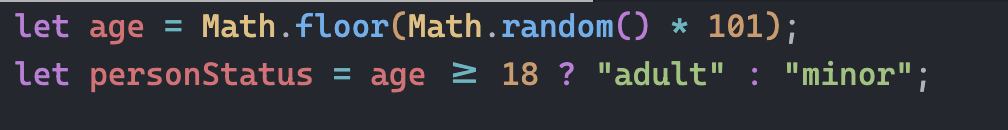 let age = Math.floor(Math.random() * 101);
let personStatus = age ≥ 18 ? "adult" : "minor";